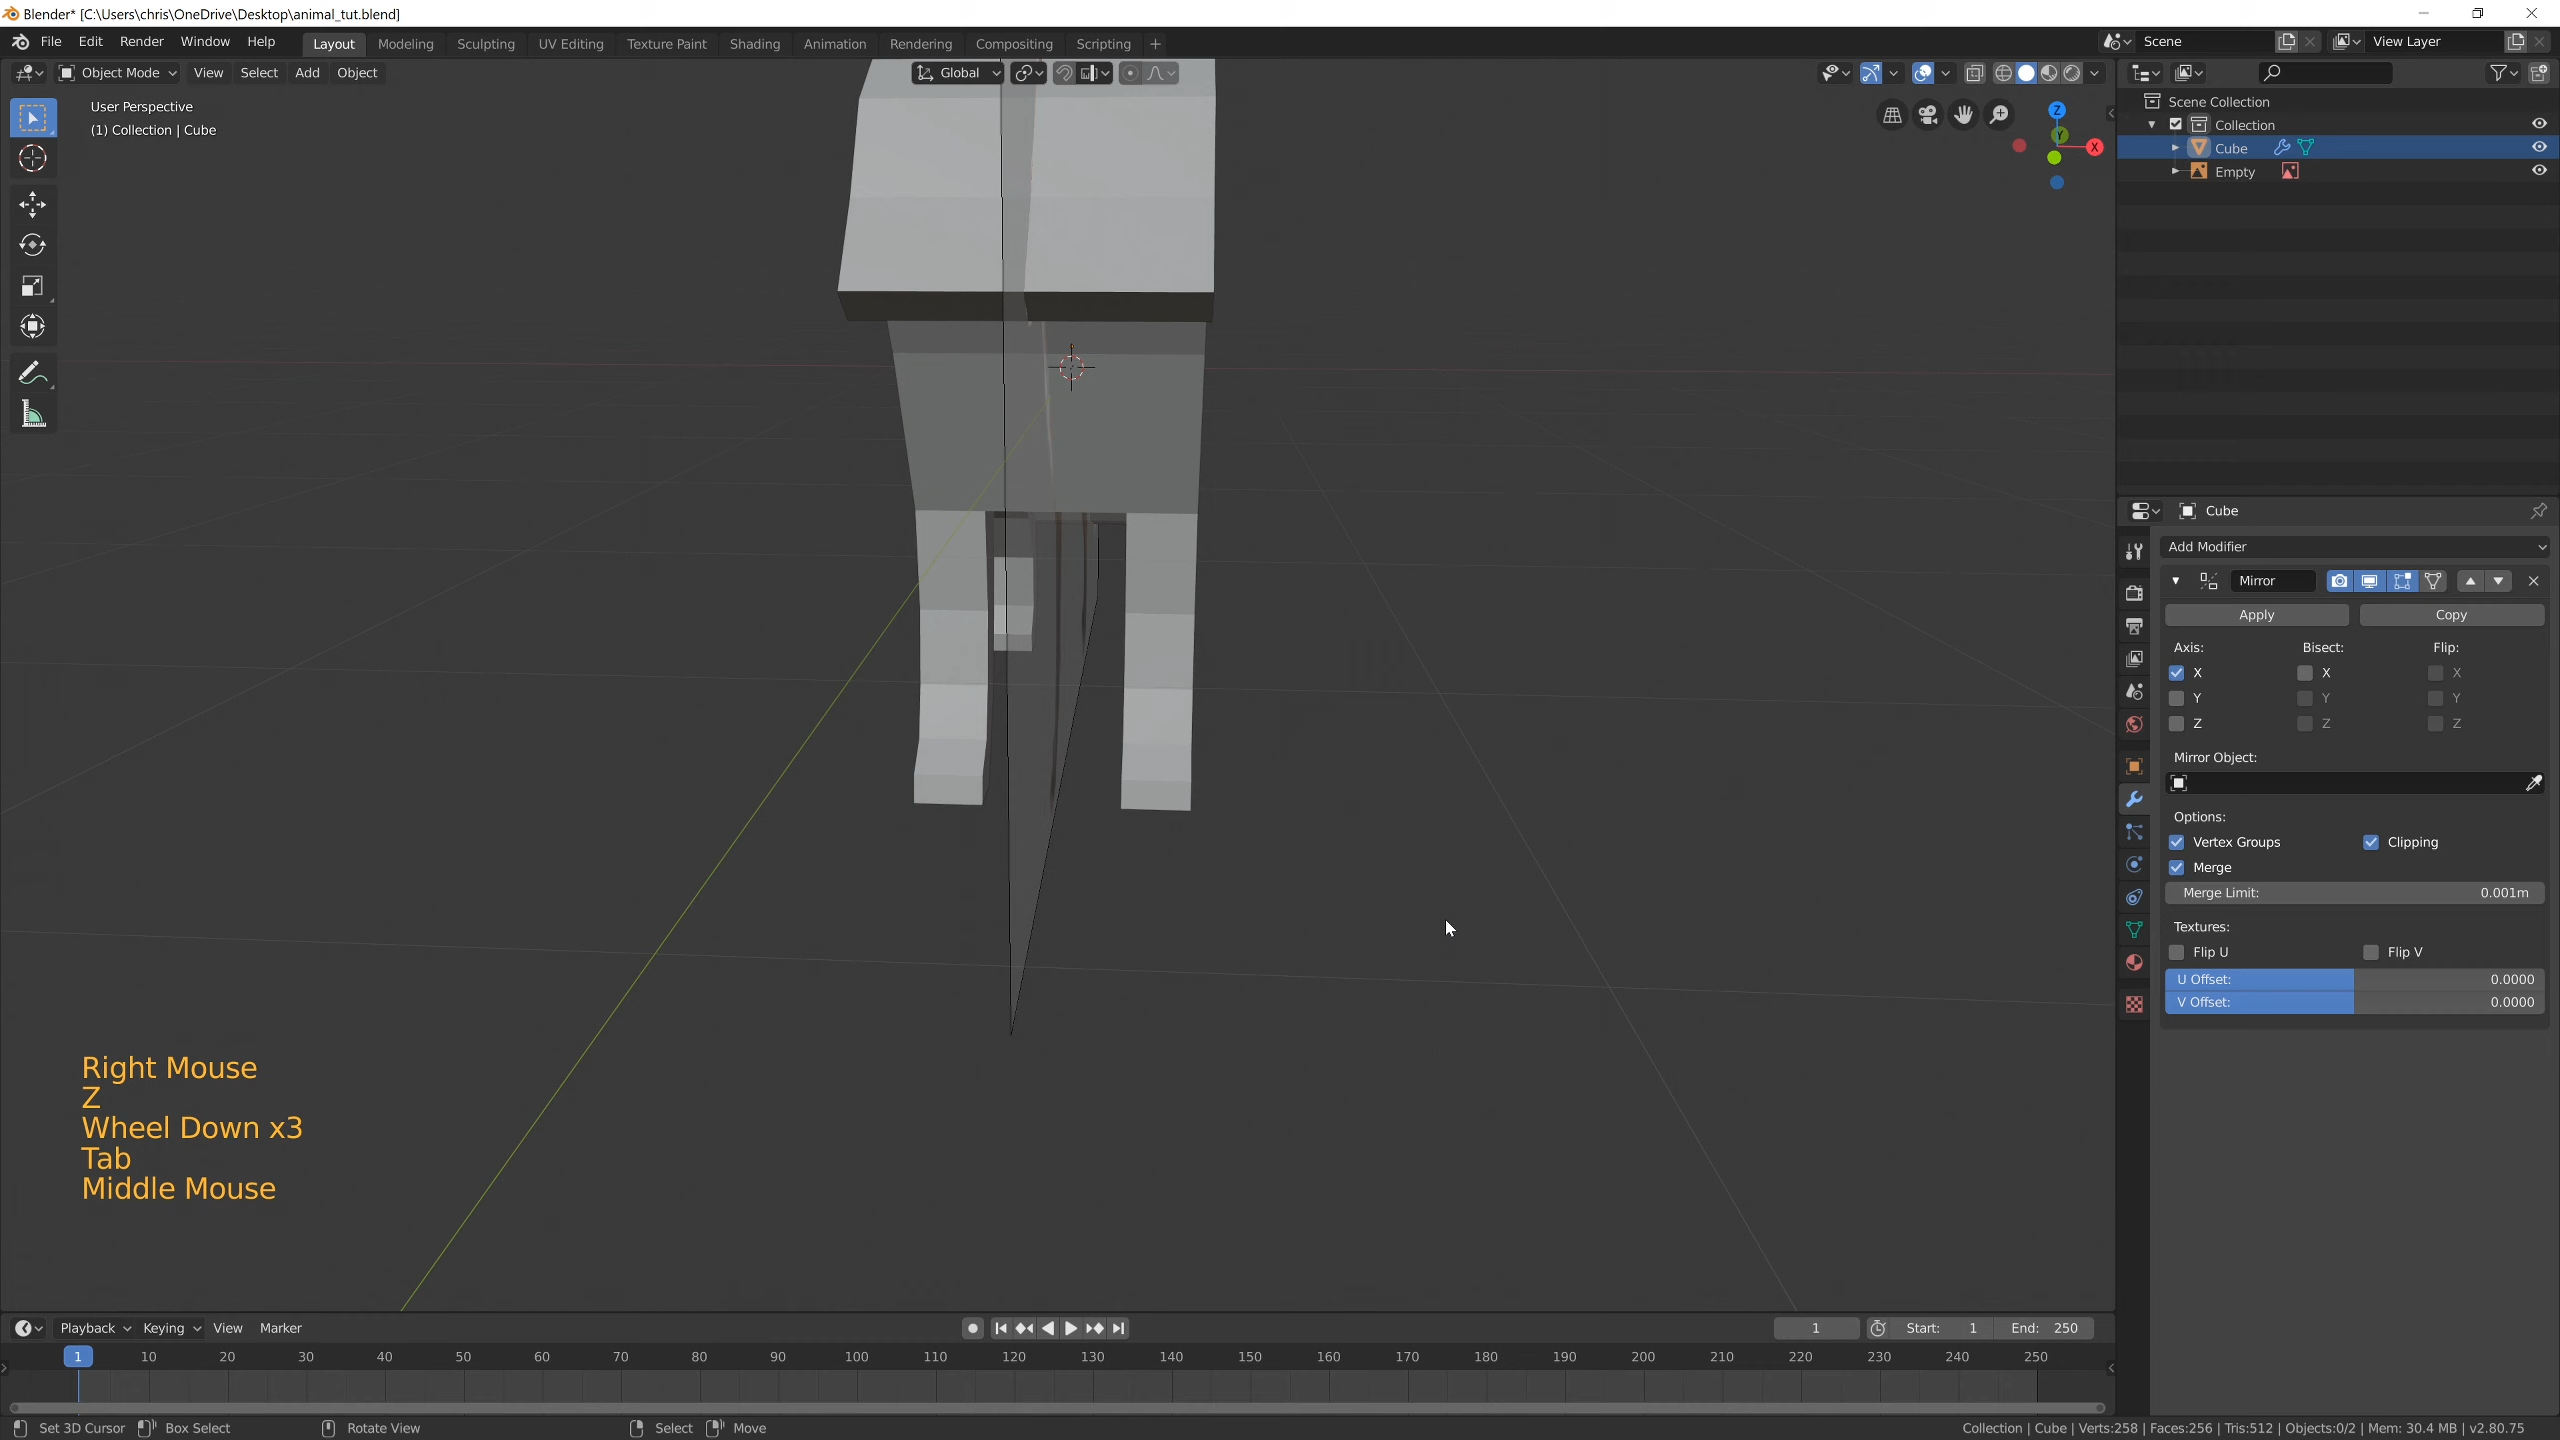 Blender* [C:\Users\chris\OneDrive\Desktop\animal_tut.blend]
File Edit Render Window Help Layout Modeling Sculpting UV Editing Texture Paint Shading Animation Rendering Compositing Scripting + Scene View Layer
Object Mode View Select Add Object Global
User Perspective
(1) Collection | Cube
Z
Y
X
Scene Collection
Collection
Cube
Empty
Cube
Add Modifier
Mirror
Apply Copy
Axis: Bisect: Flip:
X X X
Y Y Y
Z Z Z
Mirror Object:
Options:
Vertex Groups Clipping
Merge
Merge Limit: 0.001m
Textures:
Flip U Flip V
U Offset: 0.0000
V Offset: 0.0000
Right Mouse
Z
Wheel Down x3
Tab
Middle Mouse
Playback Keying View Marker 1 Start: 1 End: 250
1 10 20 30 40 50 60 70 80 90 100 110 120 130 140 150 160 170 180 190 200 210 220 230 240 250
Set 3D Cursor Box Select Rotate View Select Move Collection | Cube | Verts:258 | Faces:256 | Tris:512 | Objects:0/2 | Mem: 30.4 MB | v2.80.75